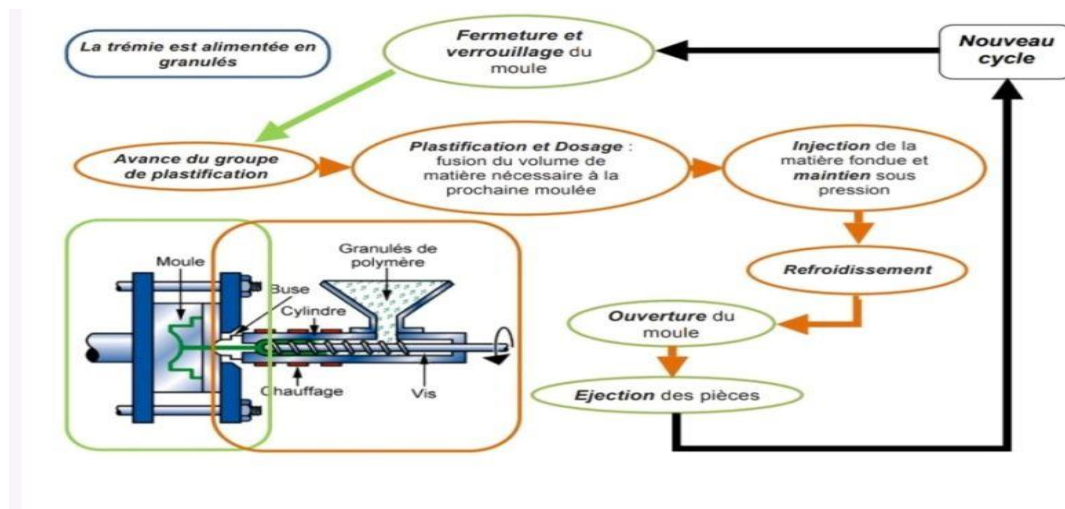 La trémie est alimentée en
granulés
Fermeture et
verrouillage du
moule
Nouveau
cycle
Avance du groupe
de plastification
Plastification et Dosage :
fusion du volume de
matière nécessaire à la
prochaine moulée
Injection de la
matière fondue et
maintien sous
pression
Refroidissement
Ouverture du
moule
Ejection des pièces
Moule
Buse
Granulés de
polymère
Cylindre
Chauffage
Vis